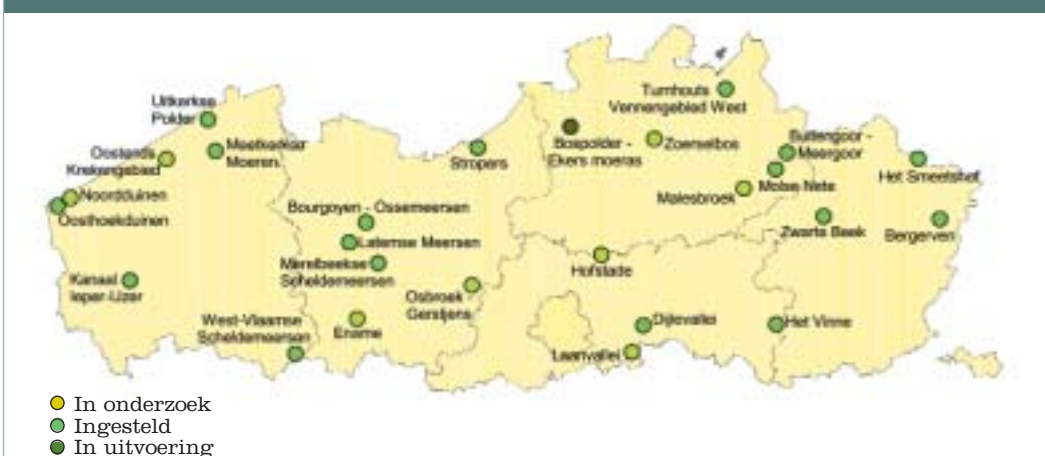 Uitkerkse
Polder
Meetkerkse
Moeren
Oostends
Krekengebied
Noordduinen
Oosthoekduinen
Kanaal
Ieper-IJzer
West-Vlaamse
Scheldemeersen
Bourgoyen - Ossemeersen
Latemse Meersen
Merelbeekse
Scheldemeersen
Ename
Osbroek
Gerstjens
Stropers
Turnhouts
Vennengebied West
Bospolder -
Ekers moeras
Zoerselbos
Buitengoor -
Meergoor
Molse Nete
Malesbroek
Het Smeetshof
Zwarte Beek
Bergerven
Hofstade
Dijlevallei
Laanvallei
Het Vinne
In onderzoek
Ingesteld
In uitvoering